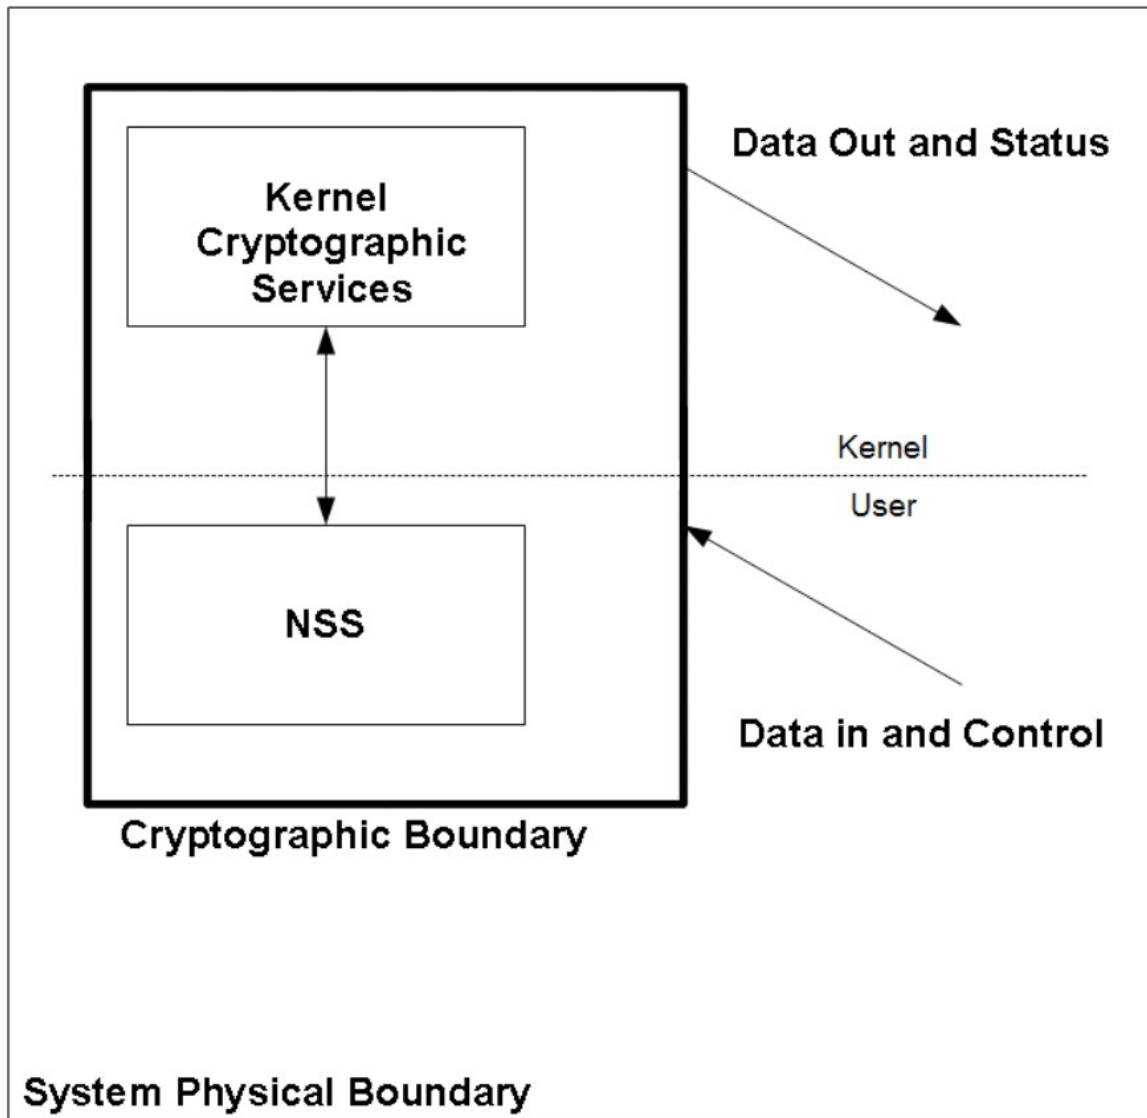 Data Out and Status
Kernel
Cryptographic
Services
Kernel
User
NSS
Data in and Control
Cryptographic Boundary
System Physical Boundary